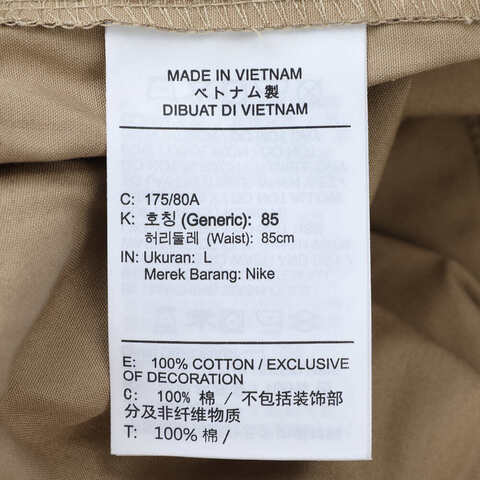 MADE IN VIETNAM
ベトナム製
DIBUAT DI VIETNAM
C: 175/80A
K: 호칭 (Generic): 85
허리둘레 (Waist): 85cm
IN: Ukuran: L
Merek Barang: Nike
E: 100% COTTON / EXCLUSIVE
OF DECORATION
C: 100% 棉 / 不包括装饰部
分及非纤维物质
T: 100% 棉 /